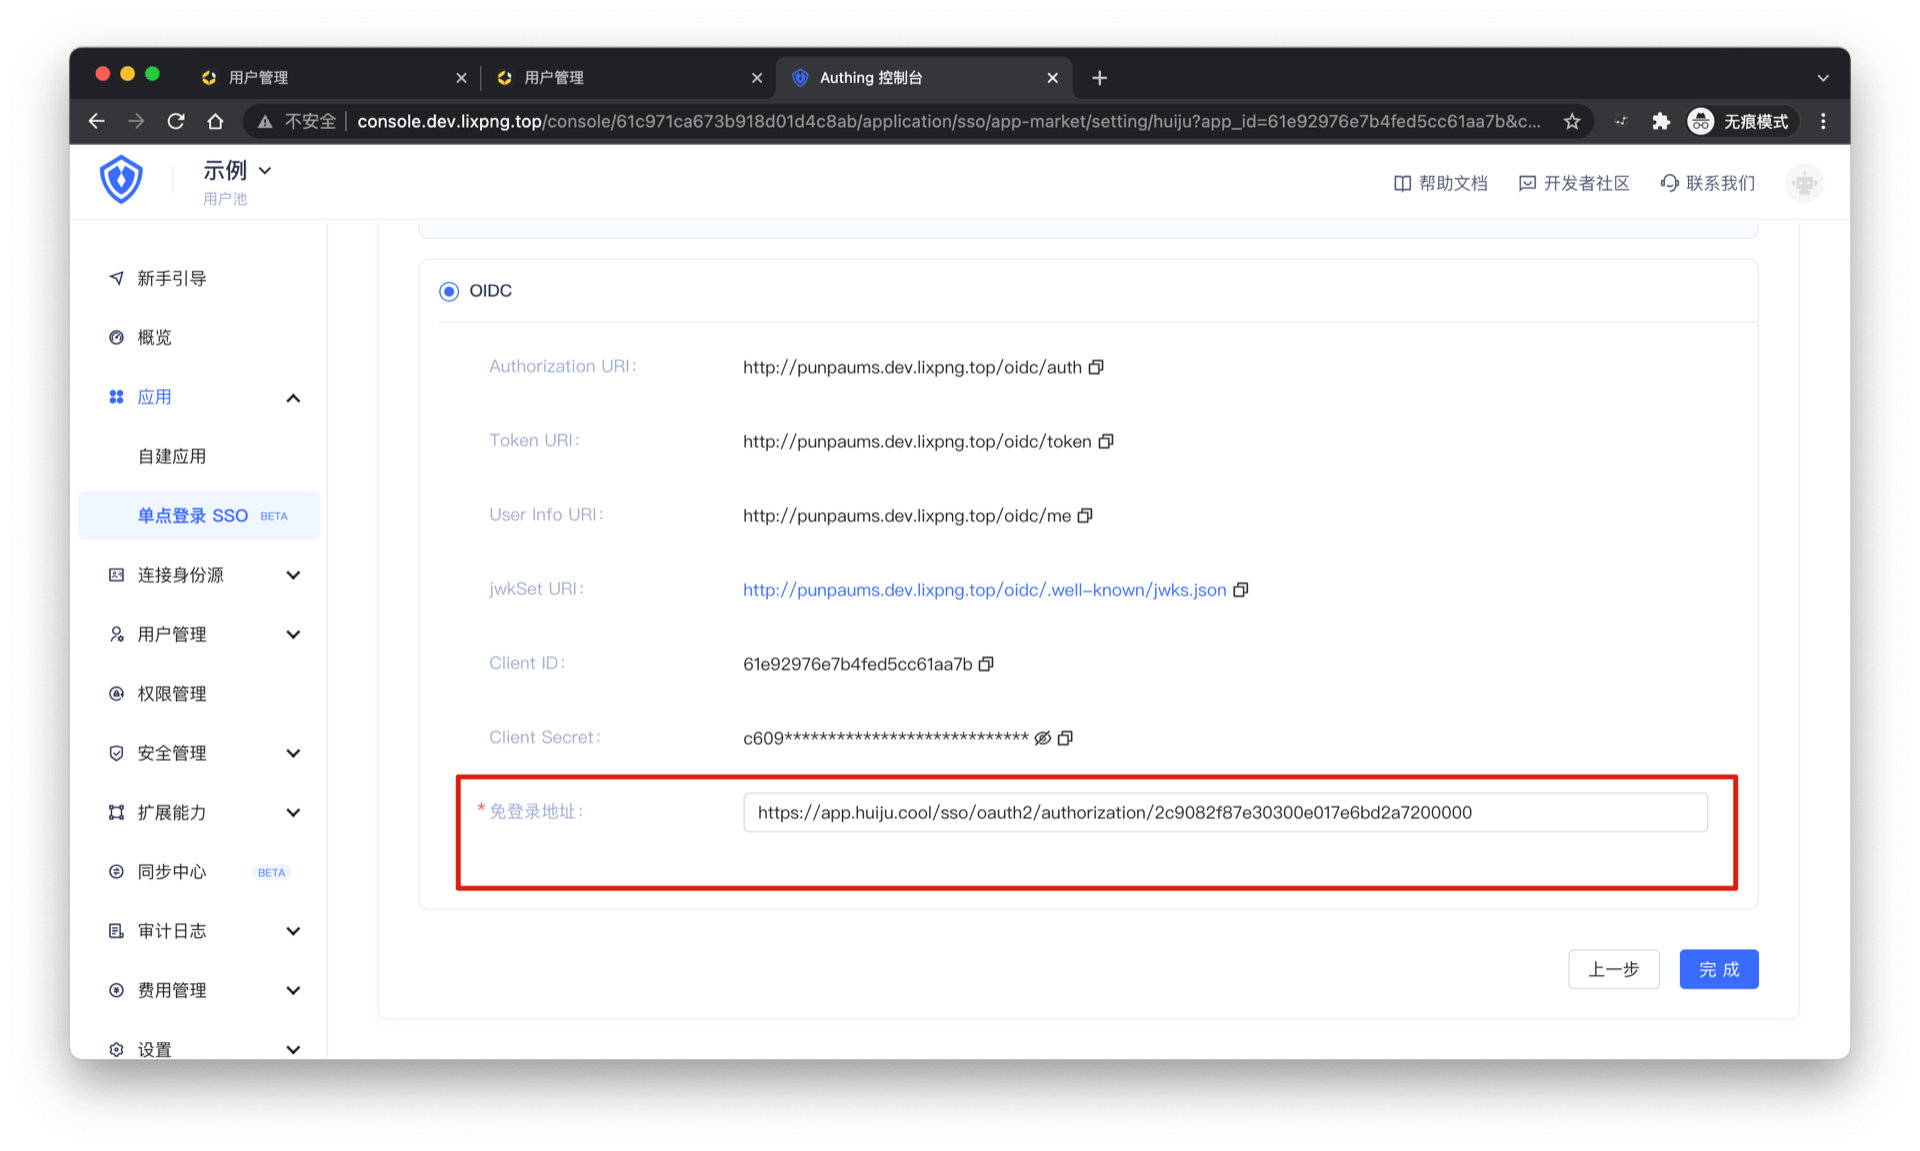 用户管理
用户管理
Authing 控制台
不安全
console.dev.lixpng.top/console/61c971ca673b918d01d4c8ab/application/sso/app-market/setting/huiju?app_id=61e92976e7b4fed5cc61aa7b&c...
无痕模式
示例
用户池
帮助文档
开发者社区
联系我们
新手引导
概览
应用
自建应用
单点登录 SSO BETA
连接身份源
用户管理
权限管理
安全管理
扩展能力
同步中心 BETA
审计日志
费用管理
设置
OIDC
Authorization URI: http://punpaums.dev.lixpng.top/oidc/auth
Token URI: http://punpaums.dev.lixpng.top/oidc/token
User Info URI: http://punpaums.dev.lixpng.top/oidc/me
jwkSet URI: http://punpaums.dev.lixpng.top/oidc/.well-known/jwks.json
Client ID: 61e92976e7b4fed5cc61aa7b
Client Secret: c609****************************
* 免登录地址: https://app.huiju.cool/sso/oauth2/authorization/2c9082f87e30300e017e6bd2a7200000
上一步
完 成